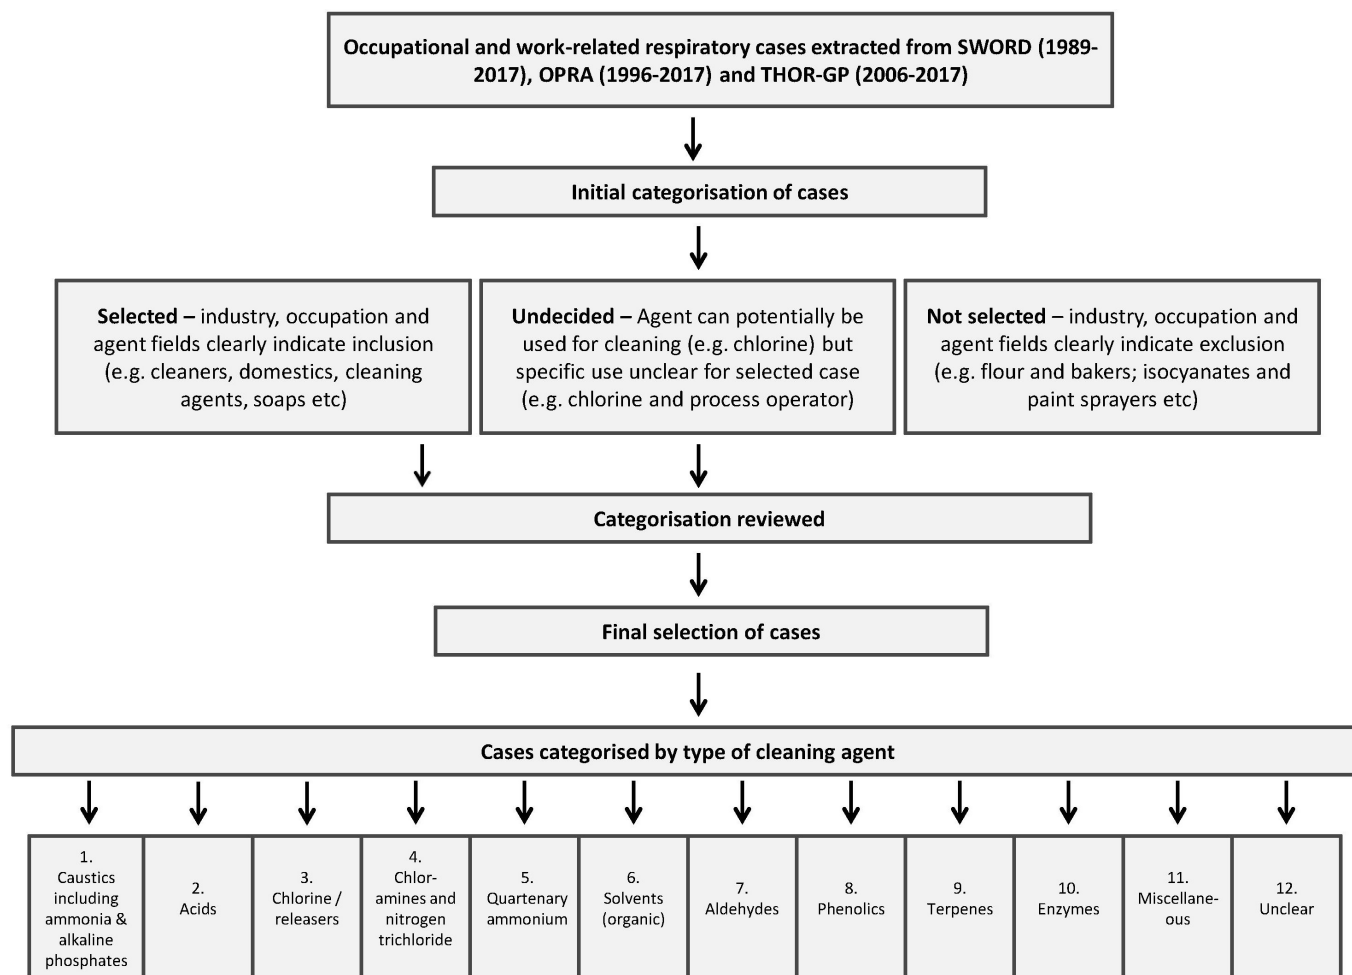 Occupational and work-related respiratory cases extracted from SWORD (1989-
2017), OPRA (1996-2017) and THOR-GP (2006-2017)
Initial categorisation of cases
Selected – industry, occupation and
agent fields clearly indicate inclusion
(e.g. cleaners, domestics, cleaning
agents, soaps etc)
Undecided – Agent can potentially be
used for cleaning (e.g. chlorine) but
specific use unclear for selected case
(e.g. chlorine and process operator)
Not selected – industry, occupation and
agent fields clearly indicate exclusion
(e.g. flour and bakers; isocyanates and
paint sprayers etc)
Categorisation reviewed
Final selection of cases
Cases categorised by type of cleaning agent
1.
Caustics
including
ammonia &
alkaline
phosphates
2.
Acids
3.
Chlorine /
releasers
4.
Chlor-
amines and
nitrogen
trichloride
5.
Quartenary
ammonium
6.
Solvents
(organic)
7.
Aldehydes
8.
Phenolics
9.
Terpenes
10.
Enzymes
11.
Miscellane-
ous
12.
Unclear